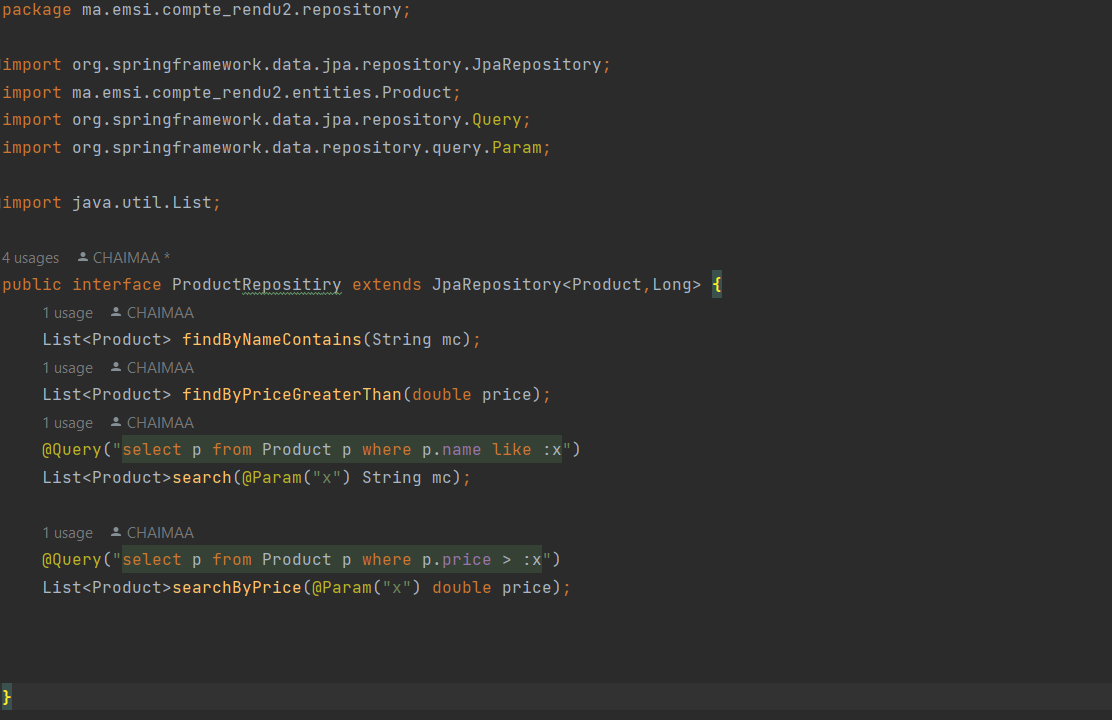 package ma.emsi.compte_rendu2.repository;
import org.springframework.data.jpa.repository.JpaRepository;
import ma.emsi.compte_rendu2.entities.Product;
import org.springframework.data.jpa.repository.Query;
import org.springframework.data.repository.query.Param;
import java.util.List;
4 usages CHAIMAA *
public interface ProductRepositiry extends JpaRepository<Product,Long> {
1 usage CHAIMAA
List<Product> findByNameContains(String mc);
1 usage CHAIMAA
List<Product> findByPriceGreaterThan(double price);
1 usage CHAIMAA
@Query("select p from Product p where p.name like :x")
List<Product>search(@Param("x") String mc);
1 usage CHAIMAA
@Query("select p from Product p where p.price > :x")
List<Product>searchByPrice(@Param("x") double price);
}